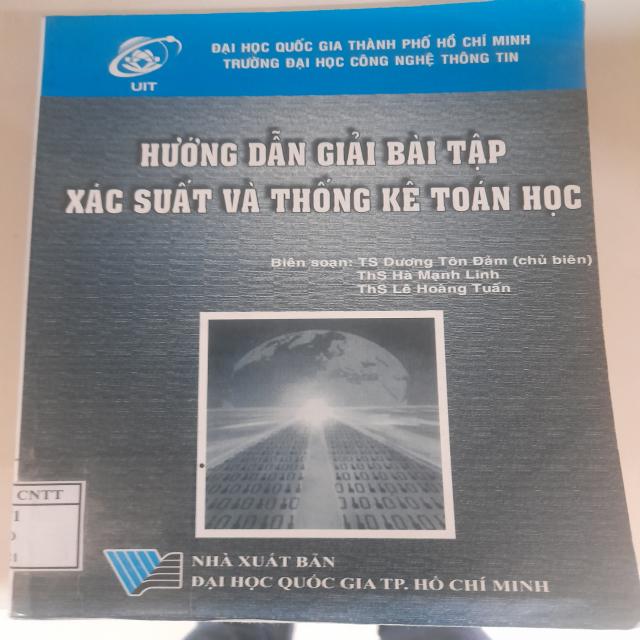 UIT
ĐẠI HỌC QUỐC GIA THÀNH PHỐ HỒ CHÍ MINH
TRƯỜNG ĐẠI HỌC CÔNG NGHỆ THÔNG TIN
HƯỚNG DẪN GIẢI BÀI TẬP
XÁC SUẤT VÀ THỐNG KÊ TOÁN HỌC
Biên soạn: TS Dương Tôn Đảm (chủ biên)
ThS Hà Mạnh Linh
ThS Lê Hoàng Tuấn
CNTT
NHÀ XUẤT BẢN
ĐẠI HỌC QUỐC GIA TP. HỒ CHÍ MINH